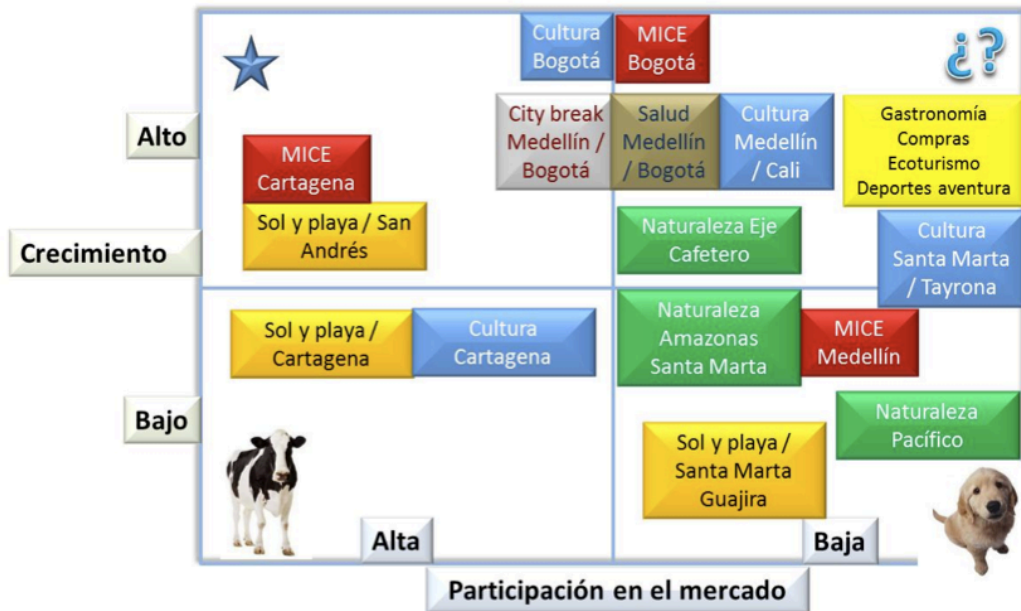 Cultura
Bogotá
MICE
Bogotá
¿?
Alto
City break
Medellín /
Bogotá
Salud
Medellín
/ Bogotá
Cultura
Medellín
/ Cali
Gastronomía
Compras
Ecoturismo
Deportes aventura
MICE
Cartagena
Sol y playa / San
Andrés
Naturaleza Eje
Cafetero
Cultura
Santa Marta
/ Tayrona
Crecimiento
Sol y playa /
Cartagena
Cultura
Cartagena
Naturaleza
Amazonas
Santa Marta
MICE
Medellín
Bajo
Naturaleza
Pacífico
Sol y playa /
Santa Marta
Guajira
Alta
Baja
Participación en el mercado